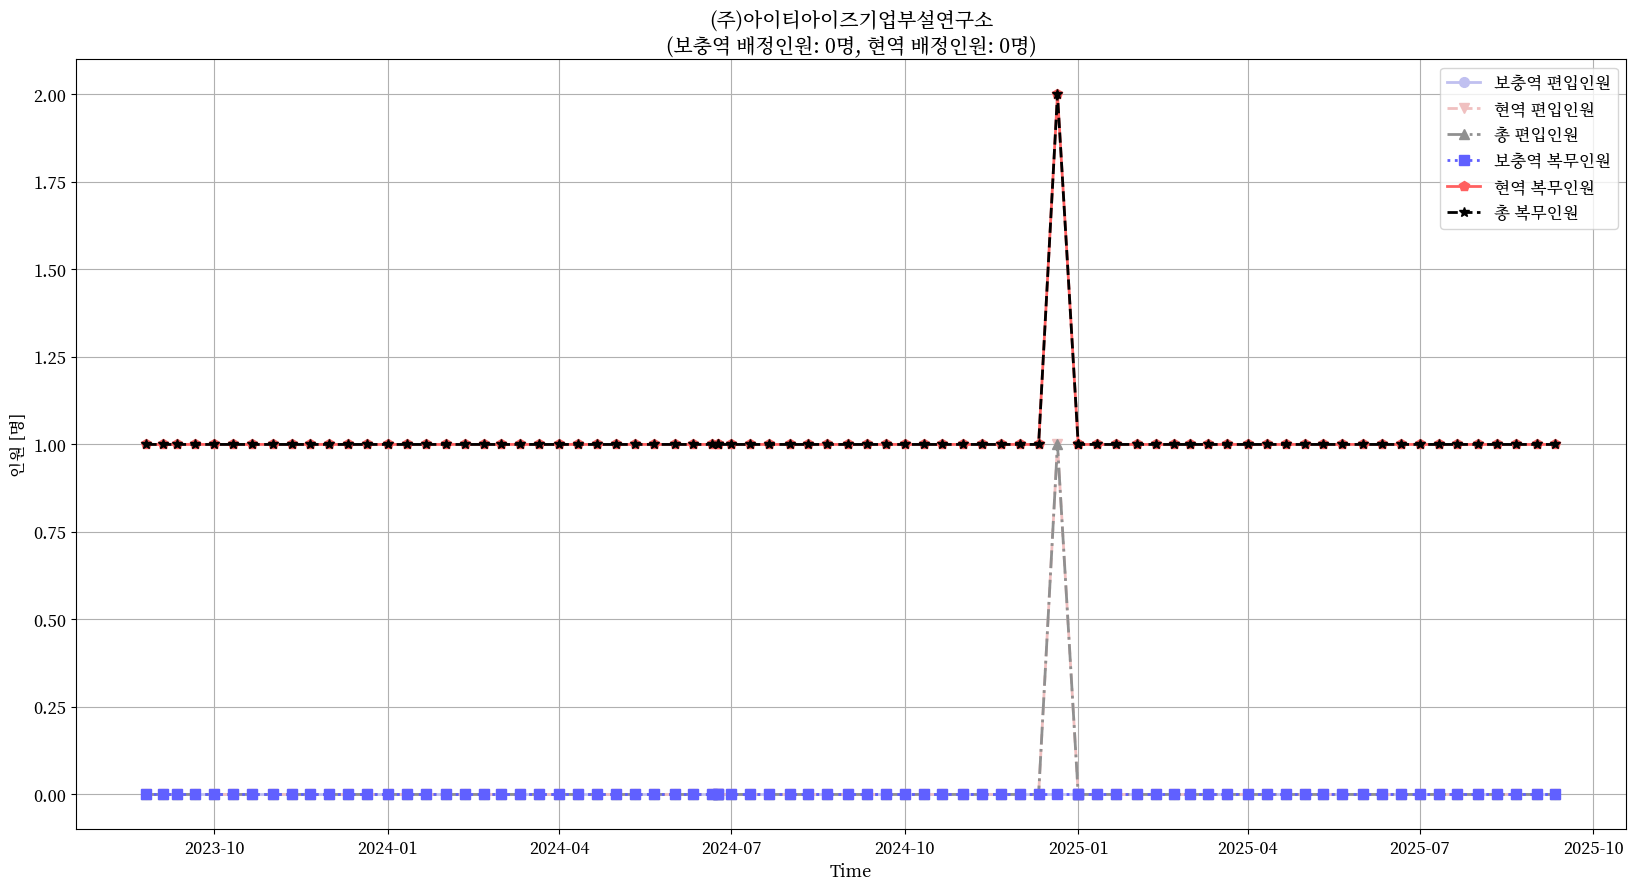 (주)아이티아이즈기업부설연구소
(보충역 배정인원: 0명, 현역 배정인원: 0명)
보충역 편입인원
현역 편입인원
총 편입인원
보충역 복무인원
현역 복무인원
총 복무인원
인원 [명]
2.00
1.75
1.50
1.25
1.00
0.75
0.50
0.25
0.00
2023-10
2024-01
2024-04
2024-07
2024-10
2025-01
2025-04
2025-07
2025-10
Time